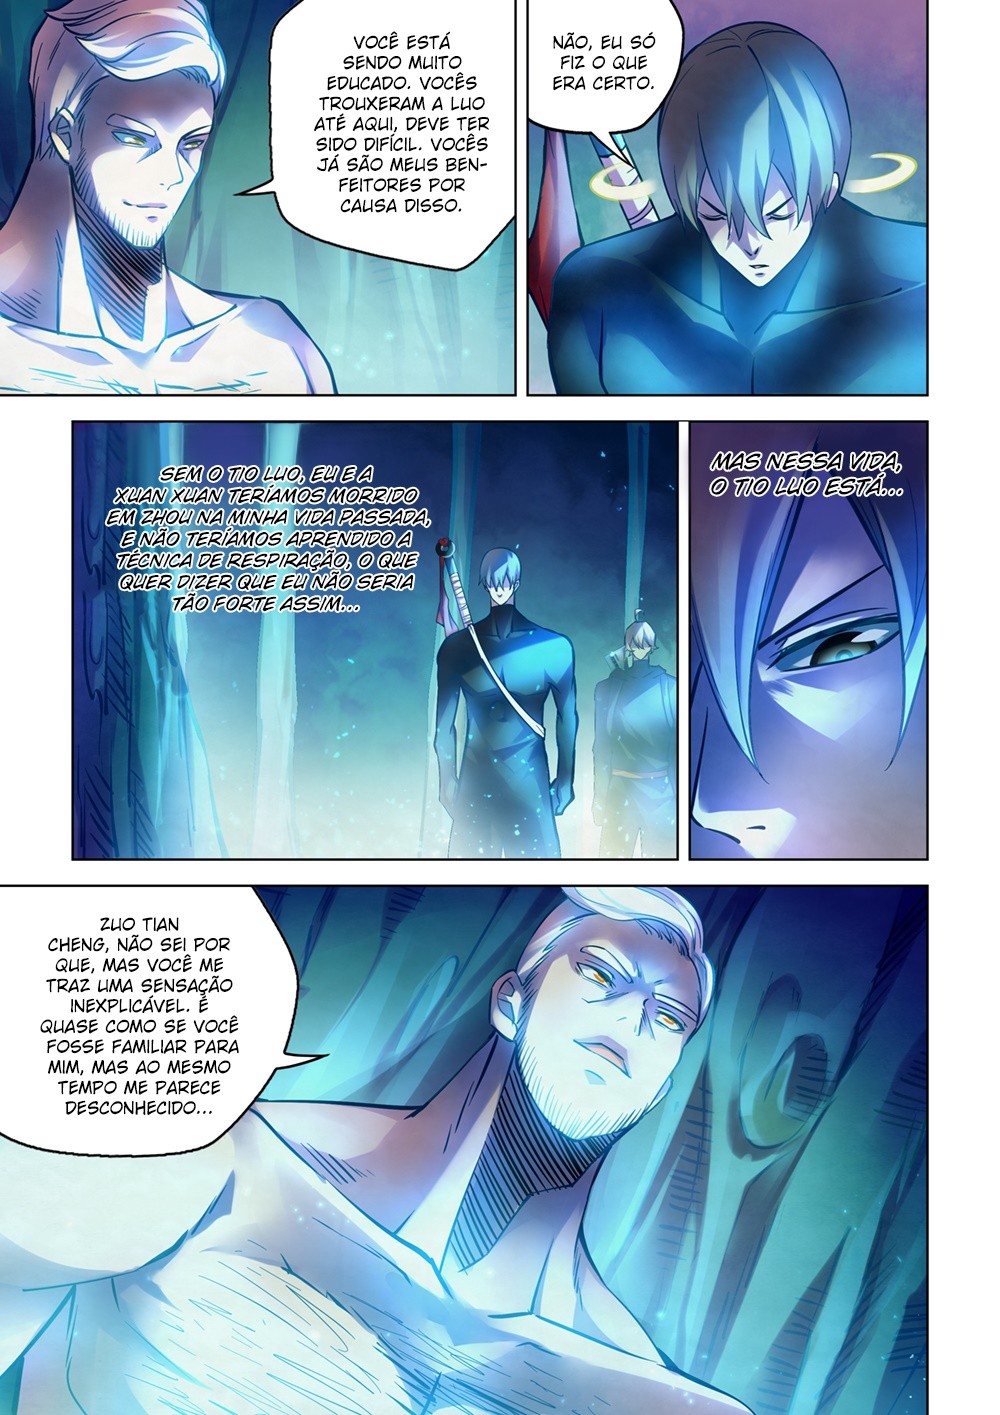 VOCÊ ESTÁ
SENDO MUITO
EDUCADO. VOCÊS
TROUXERAM A LUO
ATÉ AQUI, DEVE TER
SIDO DIFÍCIL. VOCÊS
JÁ SÃO MEUS BEN-
FEITORES POR
CAUSA DISSO.
NÃO, EU SÓ
FIZ O QUE
ERA CERTO.
SEM O TIO LUO, EU E A
XUAN XUAN TERÍAMOS MORRIDO
EM ZHOU NA MINHA VIDA PASSADA,
E NÃO TERÍAMOS APRENDIDO A
TÉCNICA DE RESPIRAÇÃO, O QUE
QUER DIZER QUE EU NÃO SERIA
TÃO FORTE ASSIM...
MAS NESSA VIDA,
O TIO LUO ESTÁ...
ZUO TIAN
CHENG, NÃO SEI POR
QUE, MAS VOCÊ ME
TRAZ UMA SENSAÇÃO
INEXPLICÁVEL. É
QUASE COMO SE VOCÊ
FOSSE FAMILIAR PARA
MIM, MAS AO MESMO
TEMPO ME PARECE
DESCONHECIDO...